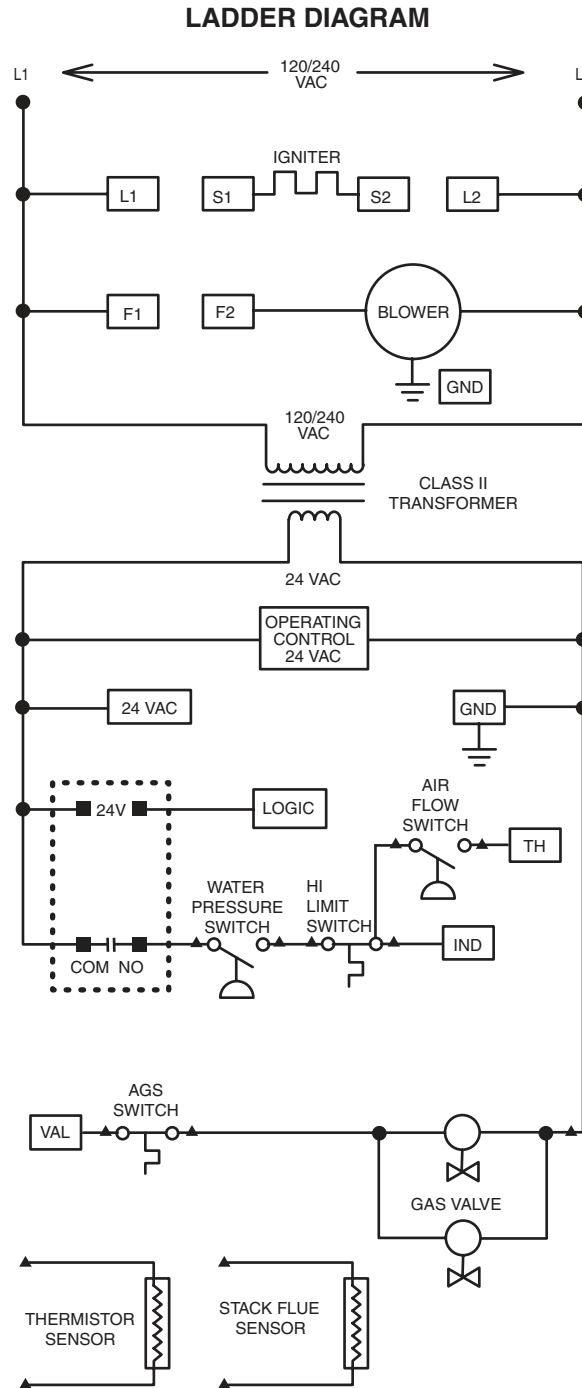 LADDER DIAGRAM
L1
120/240
VAC
L
IGNITER
L1
S1
S2
L2
F1
F2
BLOWER
GND
120/240
VAC
CLASS II
TRANSFORMER
24 VAC
OPERATING
CONTROL
24 VAC
24 VAC
GND
24V
LOGIC
AIR
FLOW
SWITCH
TH
WATER
PRESSURE
SWITCH
HI
LIMIT
SWITCH
IND
COM NO
AGS
SWITCH
VAL
GAS VALVE
THERMISTOR
SENSOR
STACK FLUE
SENSOR